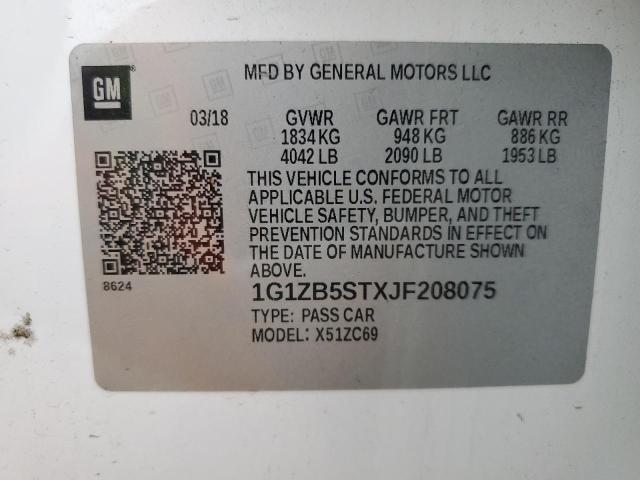 GM
MFD BY GENERAL MOTORS LLC
03/18 GVWR GAWR FRT GAWR RR
1834 KG 948 KG 886 KG
4042 LB 2090 LB 1953 LB
THIS VEHICLE CONFORMS TO ALL
APPLICABLE U.S. FEDERAL MOTOR
VEHICLE SAFETY, BUMPER, AND THEFT
PREVENTION STANDARDS IN EFFECT ON
THE DATE OF MANUFACTURE SHOWN
ABOVE.
8624
1G1ZB5STXJF208075
TYPE: PASS CAR
MODEL: X51ZC69